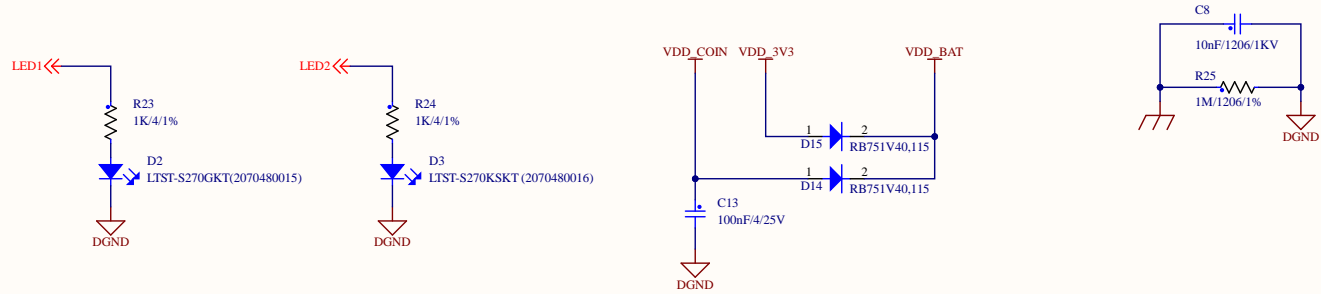 LED1
R23
1K/4/1%
D2
LTST-S270GKT(2070480015)
DGND
LED2
R24
1K/4/1%
D3
LTST-S270KSKT (2070480016)
DGND
VDD_COIN
VDD_3V3
VDD_BAT
1
2
D15
RB751V40,115
1
2
D14
RB751V40,115
C13
100nF/4/25V
DGND
C8
10nF/1206/1KV
R25
1M/1206/1%
DGND